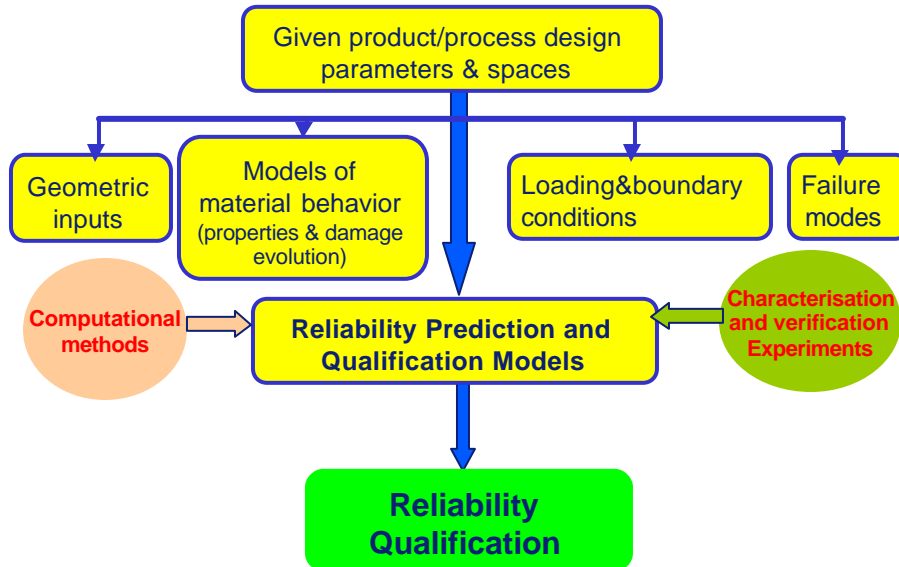 Given product/process design
parameters & spaces
Geometric
inputs
Models of
material behavior
(properties & damage
evolution)
Loading&boundary
conditions
Failure
modes
Computational
methods
Reliability Prediction and
Qualification Models
Characterisation
and verification
Experiments
Reliability
Qualification